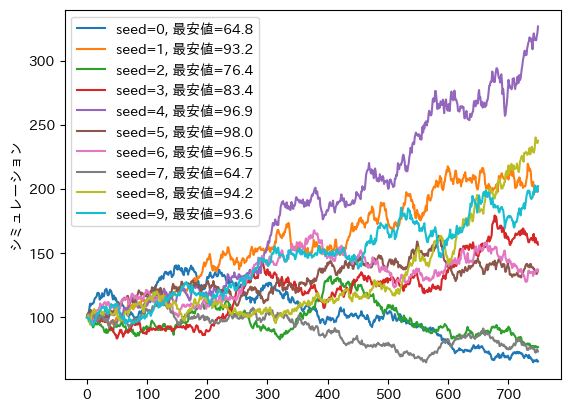 seed=0, 最安値=64.8
seed=1, 最安値=93.2
seed=2, 最安値=76.4
seed=3, 最安値=83.4
seed=4, 最安値=96.9
seed=5, 最安値=98.0
seed=6, 最安値=96.5
seed=7, 最安値=64.7
seed=8, 最安値=94.2
seed=9, 最安値=93.6
シミュレーション
300
250
200
150
100
0 100 200 300 400 500 600 700